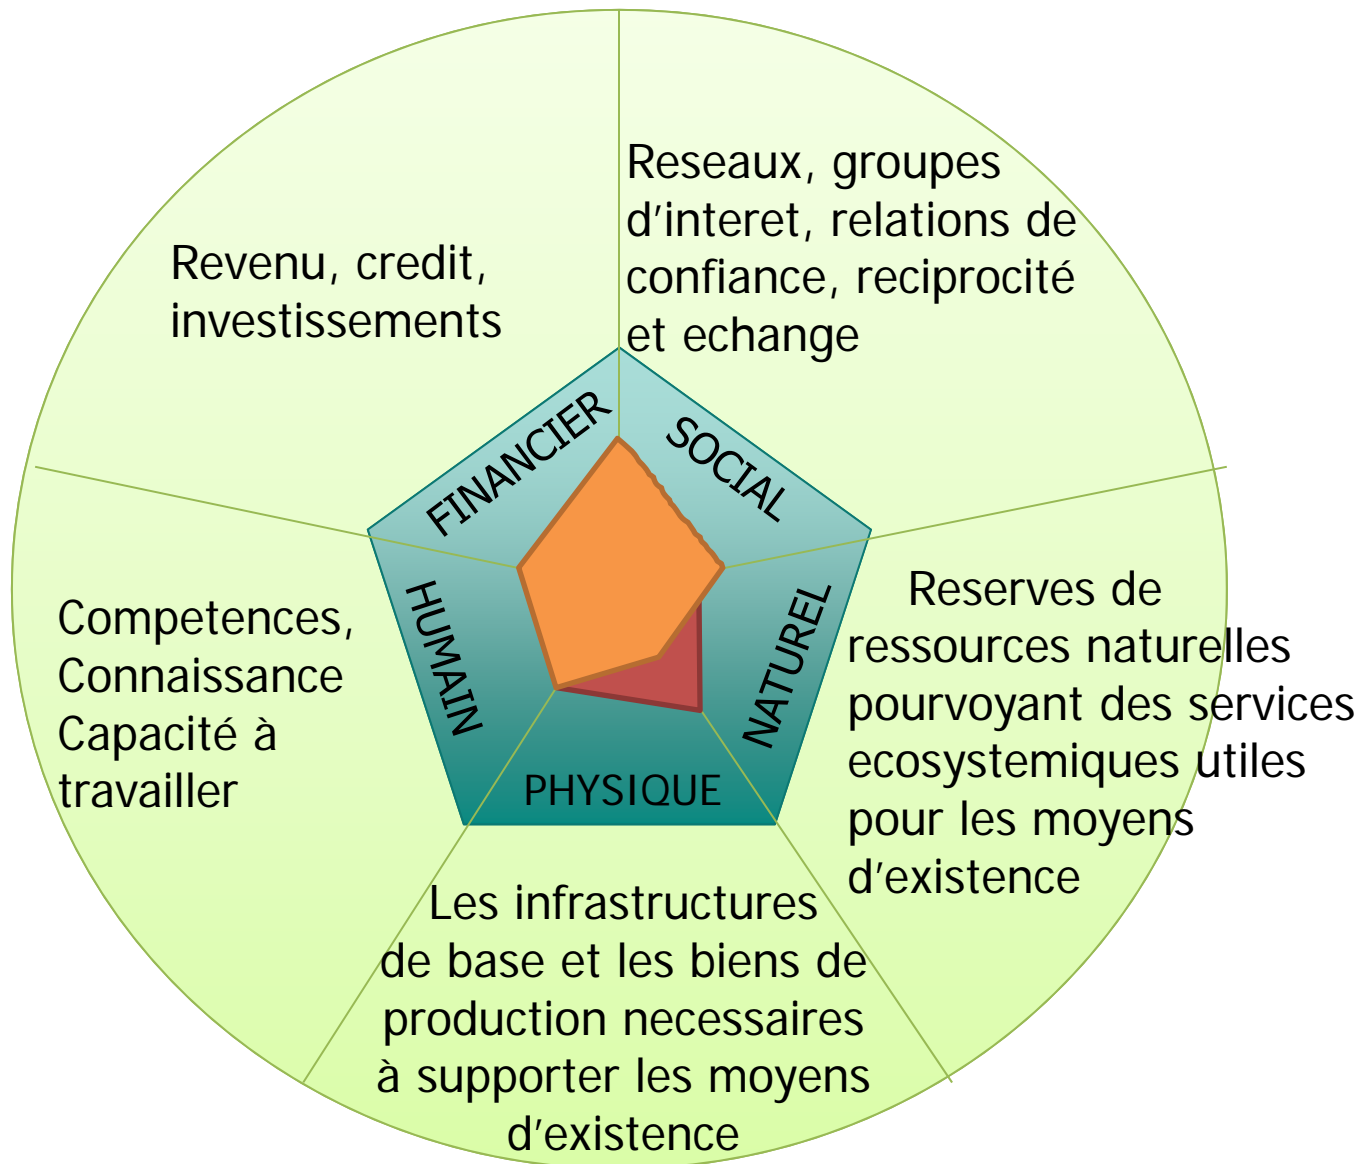 Reseaux, groupes
d'interet, relations de
confiance, reciprocité
et echange
Revenu, credit,
investissements
FINANCIER
SOCIAL
HUMAIN
NATUREL
PHYSIQUE
Competences,
Connaissance
Capacité à
travailler
Reserves de
ressources naturelles
pourvoyant des services
ecosystemiques utiles
pour les moyens
d'existence
Les infrastructures
de base et les biens de
production necessaires
à supporter les moyens
d'existence